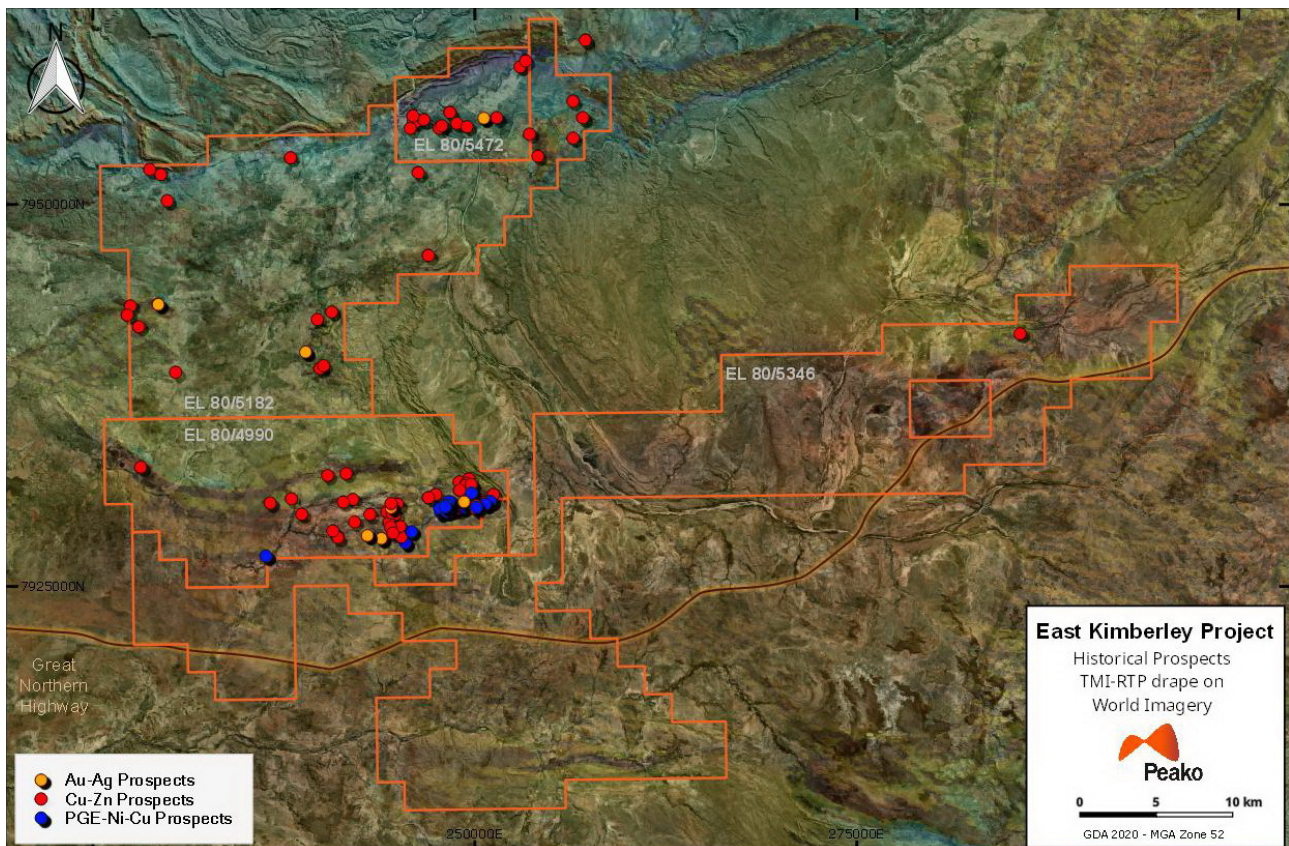 N
EL 80/5472
7950000N
EL 80/5346
EL 80/5182
EL 80/4990
7925000N
Great
Northern
Highway
East Kimberley Project
Historical Prospects
TMI-RTP drape on
World Imagery
Peako
0 5 10 km
GDA 2020 - MGA Zone 52
Au-Ag Prospects
Cu-Zn Prospects
PGE-Ni-Cu Prospects
250000E
275000E